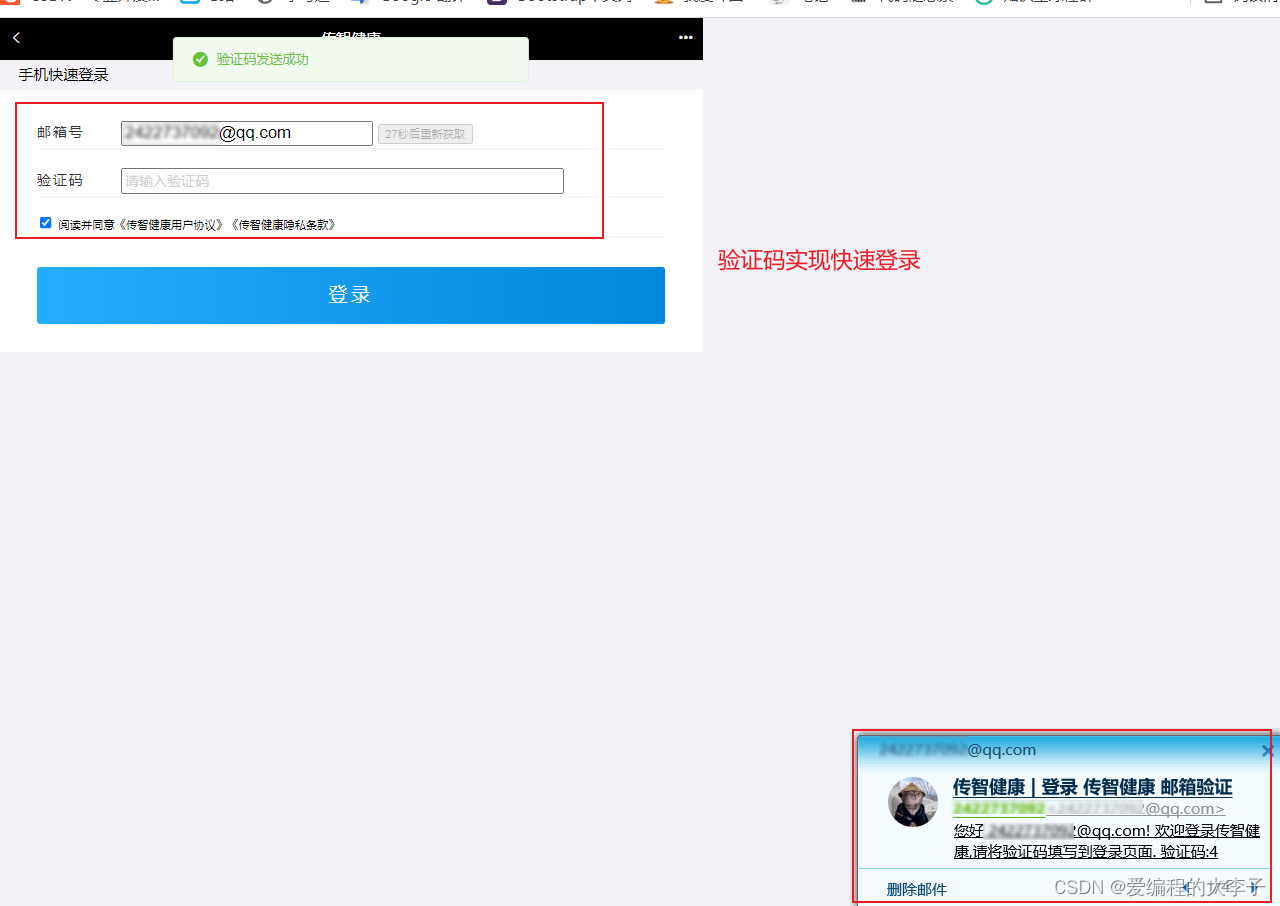 传智健康
验证码发送成功
手机快速登录
邮箱号
@qq.com
27秒后重新获取
验证码
请输入验证码
阅读并同意《传智健康用户协议》《传智健康隐私条款》
登录
验证码实现快速登录
@qq.com
传智健康 | 登录 传智健康 邮箱验证
@qq.com>
您好 @qq.com! 欢迎登录传智健
康,请将验证码填写到登录页面. 验证码:4
删除邮件
CSDN @爱编程的大李子